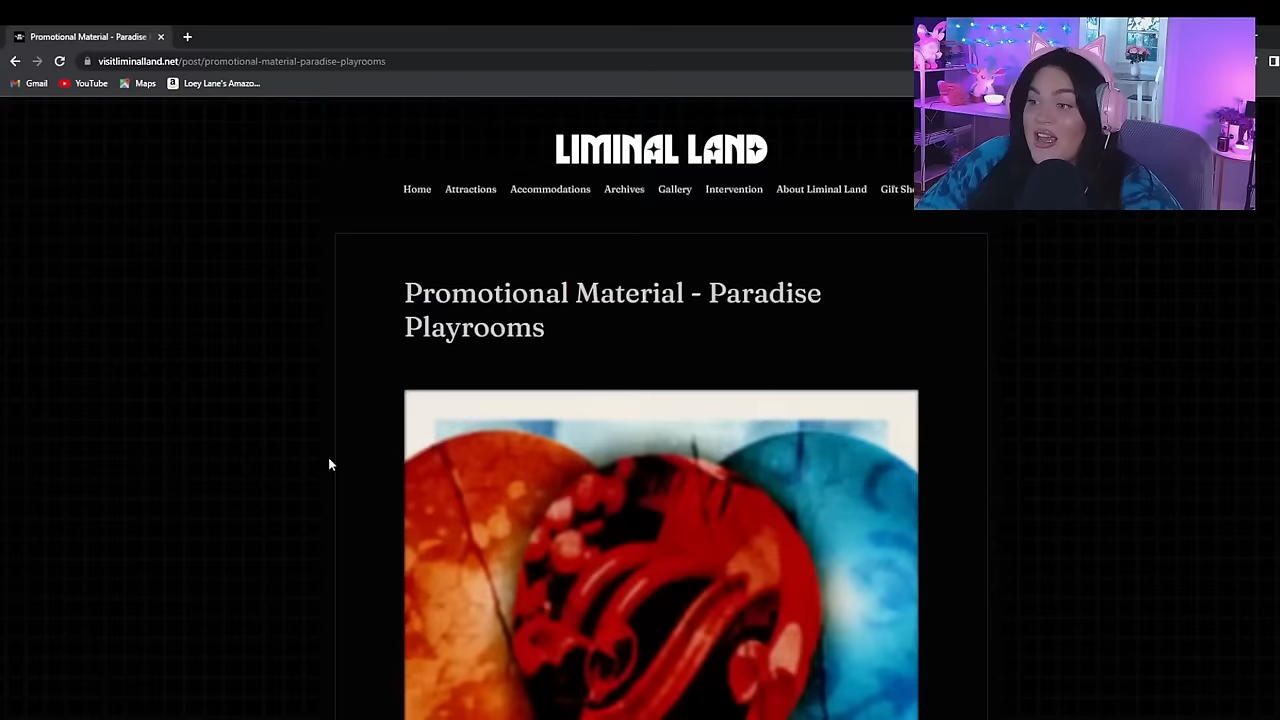 Promotional Material - Paradise
visitliminalland.net/post/promotional-material-paradise-playrooms
Gmail YouTube Maps Loey Lane's Amazo...
LIMINAL LAND
Home Attractions Accommodations Archives Gallery Intervention About Liminal Land Gift Sh
Promotional Material - Paradise
Playrooms